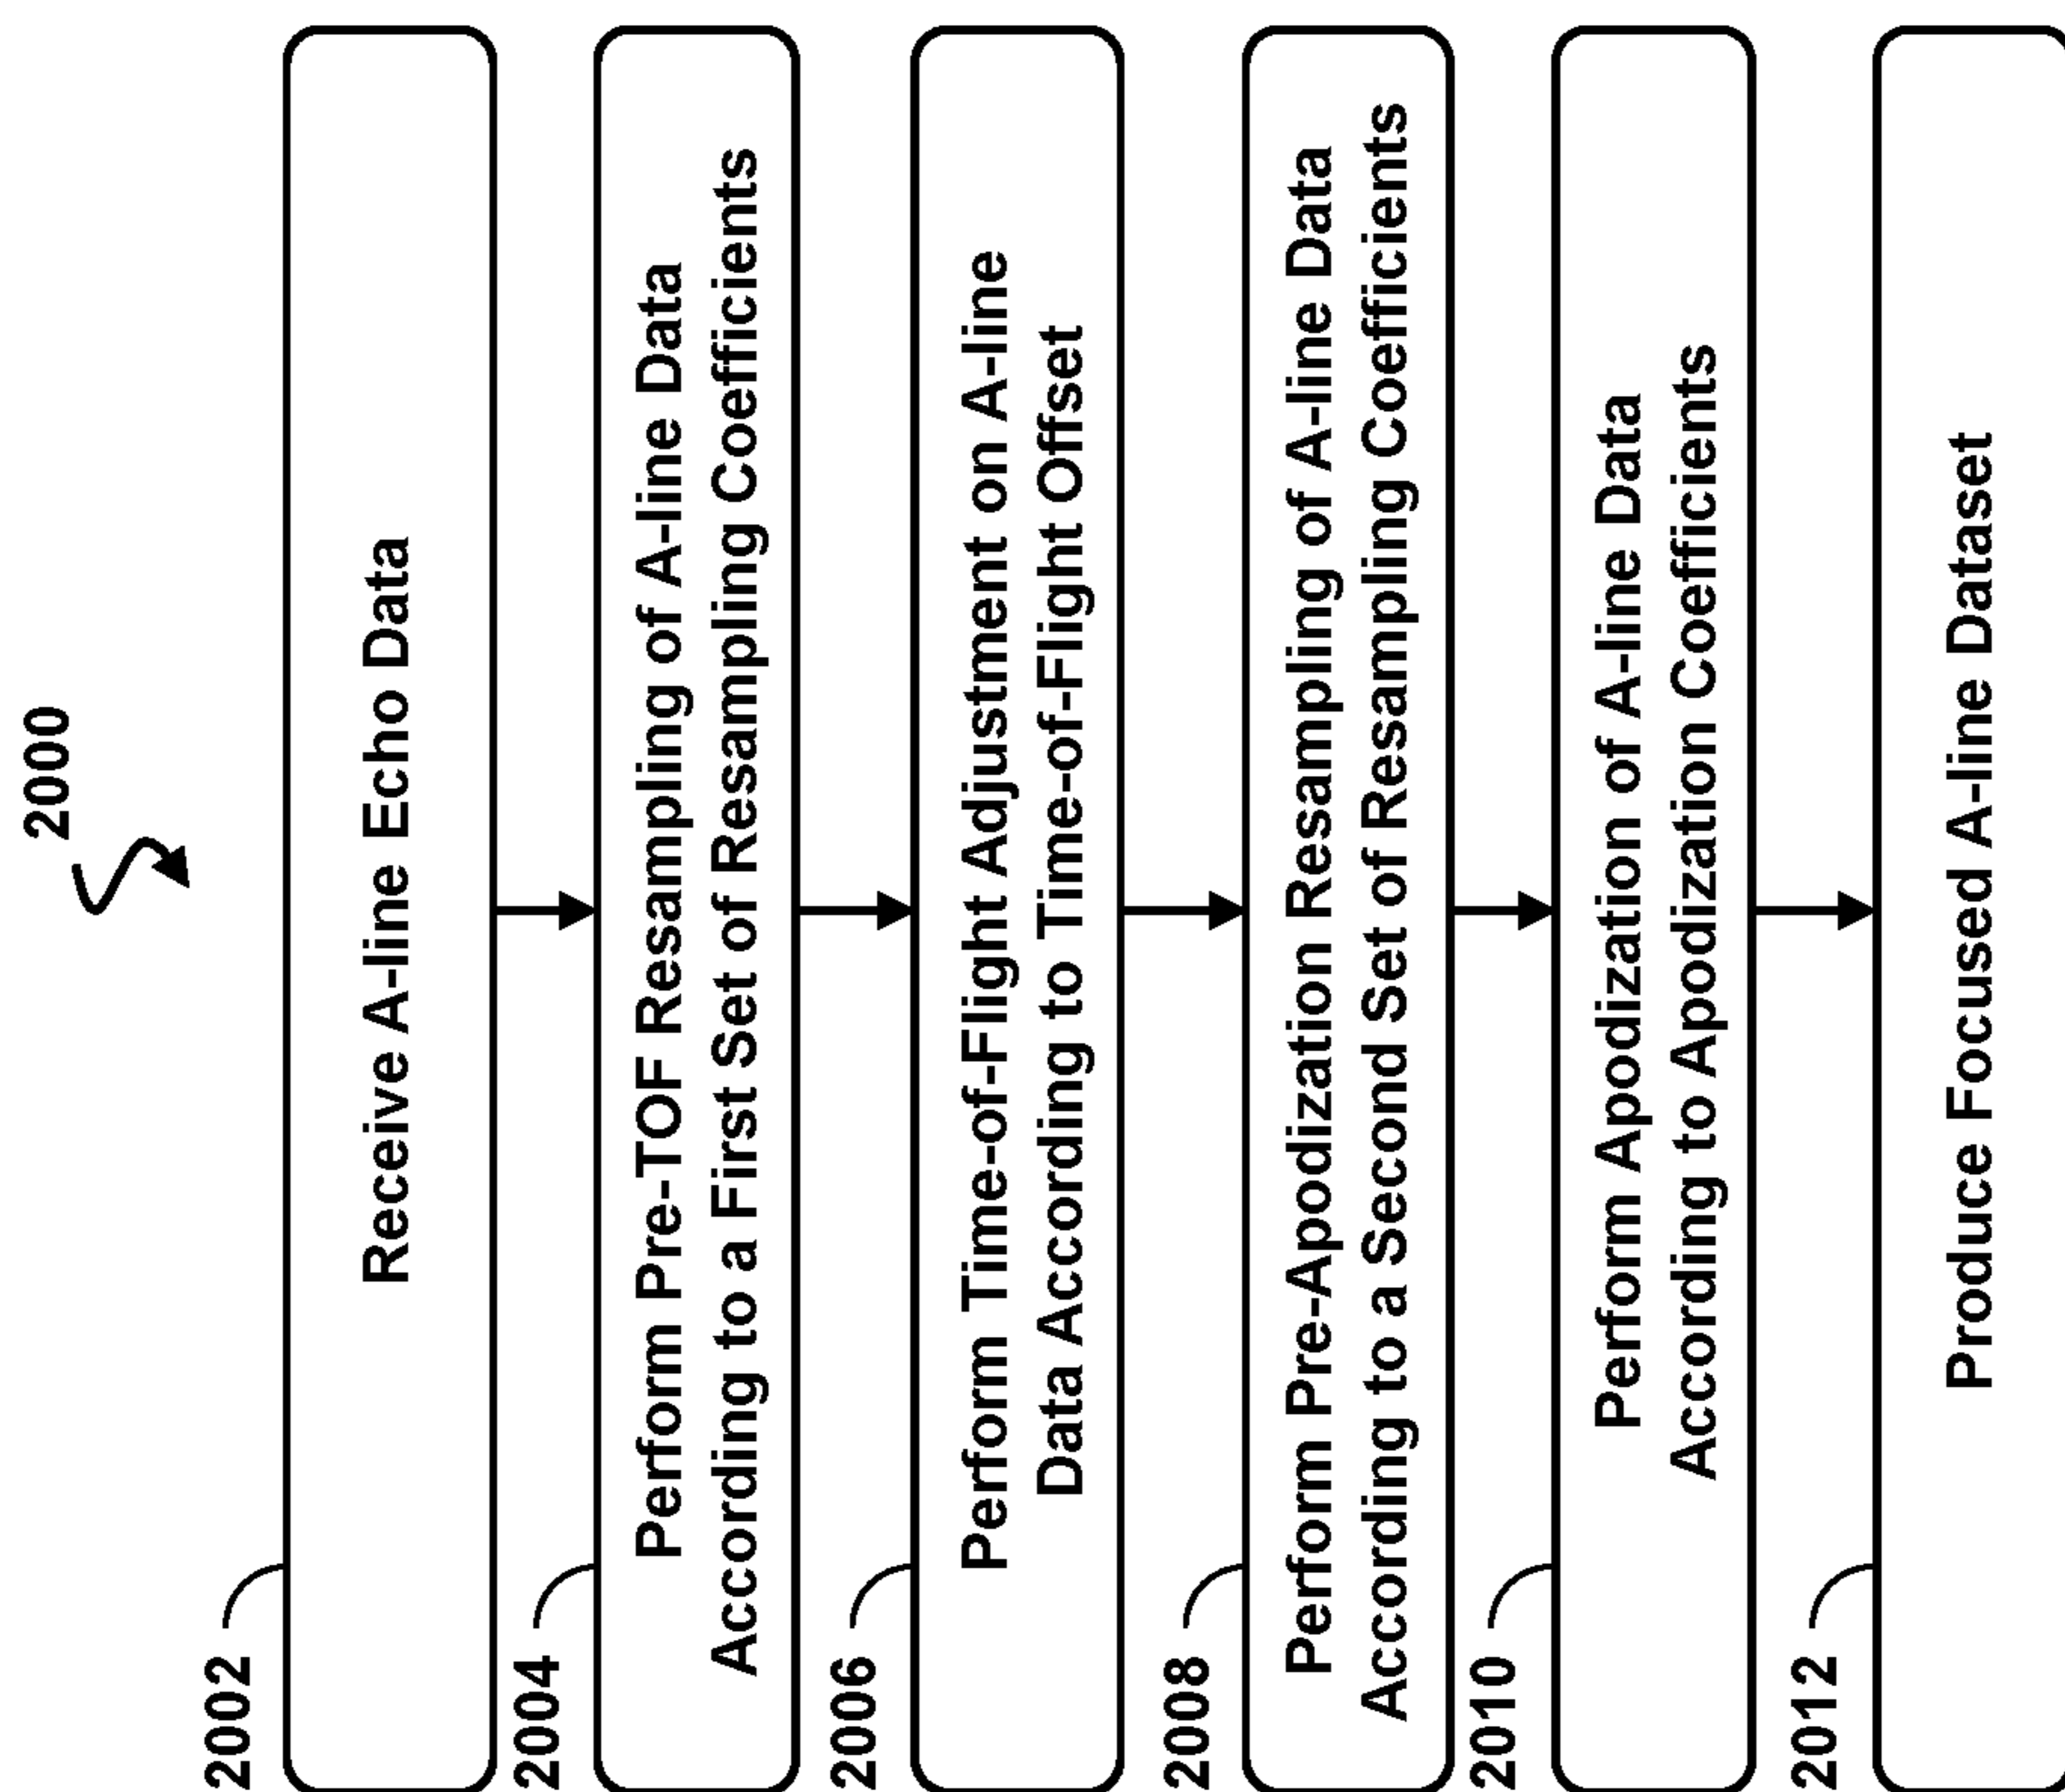 2000
2002
Receive A-line Echo Data
2004
Perform Pre-TOF Resampling of A-line Data
According to a First Set of Resampling Coefficients
2006
Perform Time-of-Flight Adjustment on A-line
Data According to Time-of-Flight Offset
2008
Perform Pre-Apodization Resampling of A-line Data
According to a Second Set of Resampling Coefficients
2010
Perform Apodization of A-line Data
According to Apodization Coefficients
2012
Produce Focused A-line Dataset